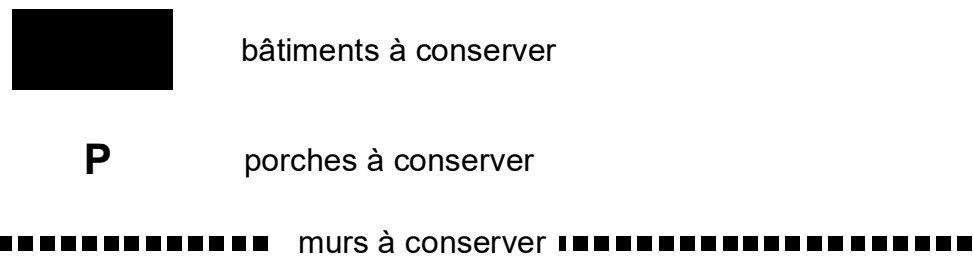 bâtiments à conserver
P porches à conserver
murs à conserver